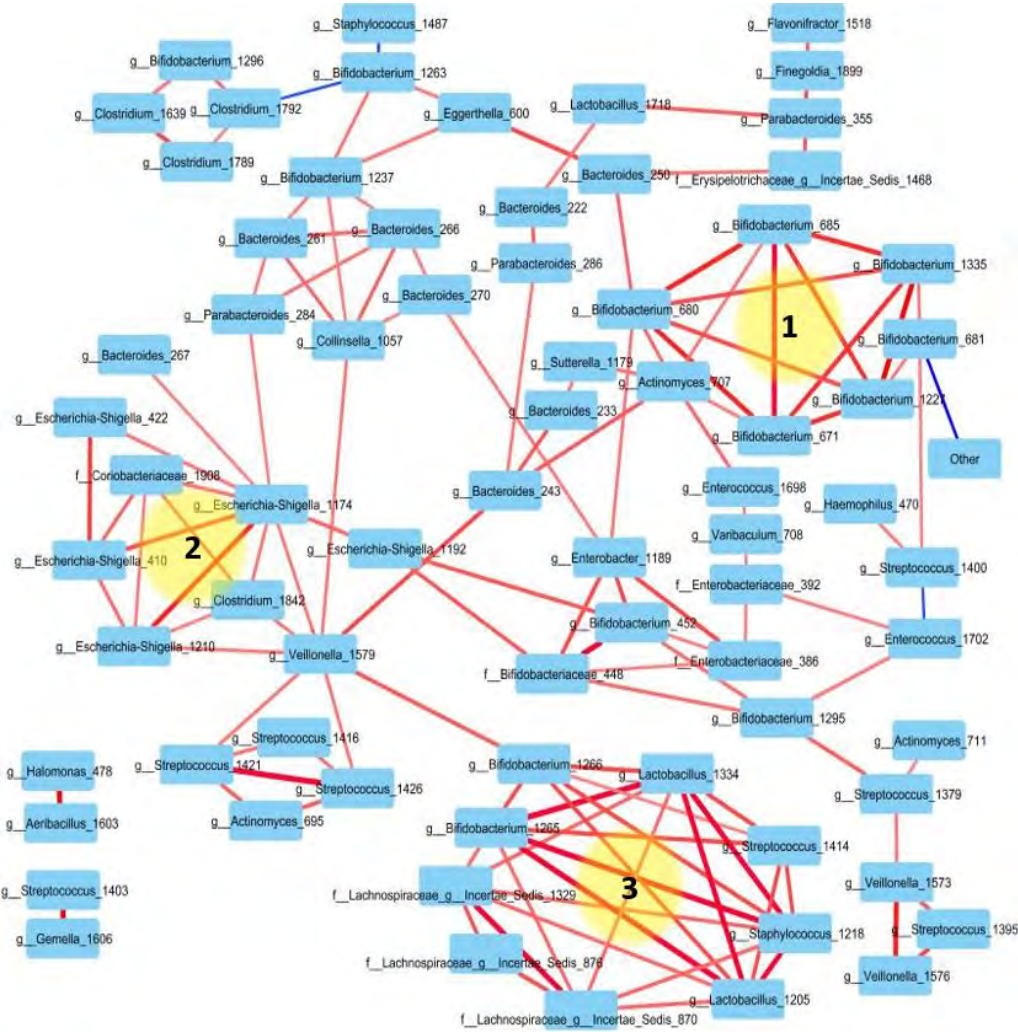 g__Staphylococcus_1487
g__Flavonifractor_1518
g__Bifidobacterium_1296
g__Bifidobacterium_1263
g__Finegoldia_1899
g__Clostridium_1639
g__Clostridium_1792
g__Eggerthella_600
g__Lactobacillus_1718
g__Parabacteroides_355
g__Clostridium_1789
g__Bifidobacterium_1237
g__Bacteroides_250
f__Erysipelotrichaceae_g__Incertae_Sedis_1468
g__Bacteroides_222
g__Bifidobacterium_685
g__Bacteroides_261
g__Bacteroides_266
g__Parabacteroides_286
g__Bifidobacterium_1335
g__Bacteroides_270
g__Parabacteroides_284
g__Collinsella_1057
g__Bifidobacterium_680
1
g__Bifidobacterium_681
g__Bacteroides_267
g__Sutterella_1179
g__Actinomyces_707
g__Bifidobacterium_1227
g__Escherichia-Shigella_422
g__Bacteroides_233
g__Bifidobacterium_671
Other
f__Coriobacteriaceae_1908
g__Escherichia-Shigella_1174
g__Bacteroides_243
g__Enterococcus_1698
g__Haemophilus_470
2
g__Escherichia-Shigella_410
g__Escherichia-Shigella_1192
g__Enterobacter_1189
g__Varibaculum_708
g__Streptococcus_1400
g__Clostridium_1842
f__Enterobacteriaceae_392
g__Bifidobacterium_452
g__Escherichia-Shigella_1210
g__Veillonella_1579
f__Bifidobacteriaceae_448
f__Enterobacteriaceae_386
g__Enterococcus_1702
g__Bifidobacterium_1295
g__Streptococcus_1416
g__Actinomyces_711
g__Halomonas_478
g__Streptococcus_1421
g__Streptococcus_1426
g__Bifidobacterium_1266
g__Lactobacillus_1334
g__Streptococcus_1379
g__Aeribacillus_1603
g__Actinomyces_695
g__Bifidobacterium_1265
g__Streptococcus_1414
g__Streptococcus_1403
f__Lachnospiraceae_g__Incertae_Sedis_1329
3
g__Veillonella_1573
g__Gemella_1606
g__Staphylococcus_1218
g__Streptococcus_1395
f__Lachnospiraceae_g__Incertae_Sedis_876
g__Veillonella_1576
g__Lactobacillus_1205
f__Lachnospiraceae_g__Incertae_Sedis_870